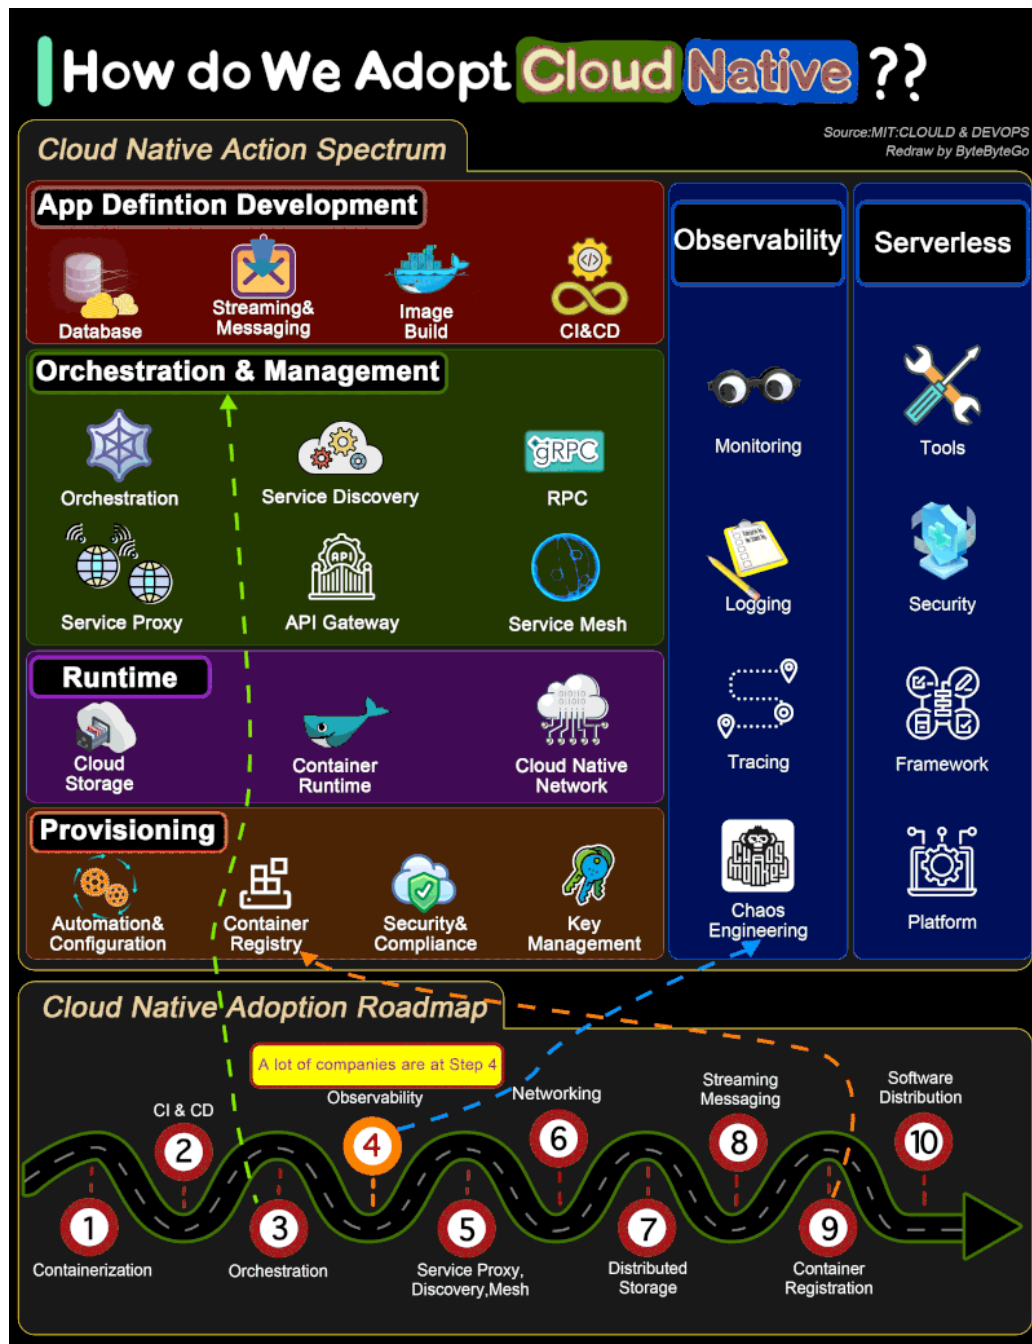 How do We Adopt Cloud Native ??
Source:MIT:CLOULD & DEVOPS
Redraw by ByteByteGo
Cloud Native Action Spectrum
App Defintion Development
Database
Streaming&
Messaging
Image
Build
CI&CD
Orchestration & Management
Orchestration
Service Discovery
gRPC
RPC
Service Proxy
API
API Gateway
Service Mesh
Runtime
Cloud
Storage
Container
Runtime
Cloud Native
Network
Provisioning
Automation&
Configuration
Container
Registry
Security&
Compliance
Key
Management
Observability
Monitoring
Logging
Tracing
CHAOS
MONKEY
Chaos
Engineering
Serverless
Tools
Security
Framework
Platform
Cloud Native Adoption Roadmap
A lot of companies are at Step 4
1
Containerization
CI & CD
2
3
Orchestration
Observability
4
5
Service Proxy,
Discovery,Mesh
Networking
6
7
Distributed
Storage
Streaming
Messaging
8
9
Container
Registration
Software
Distribution
10